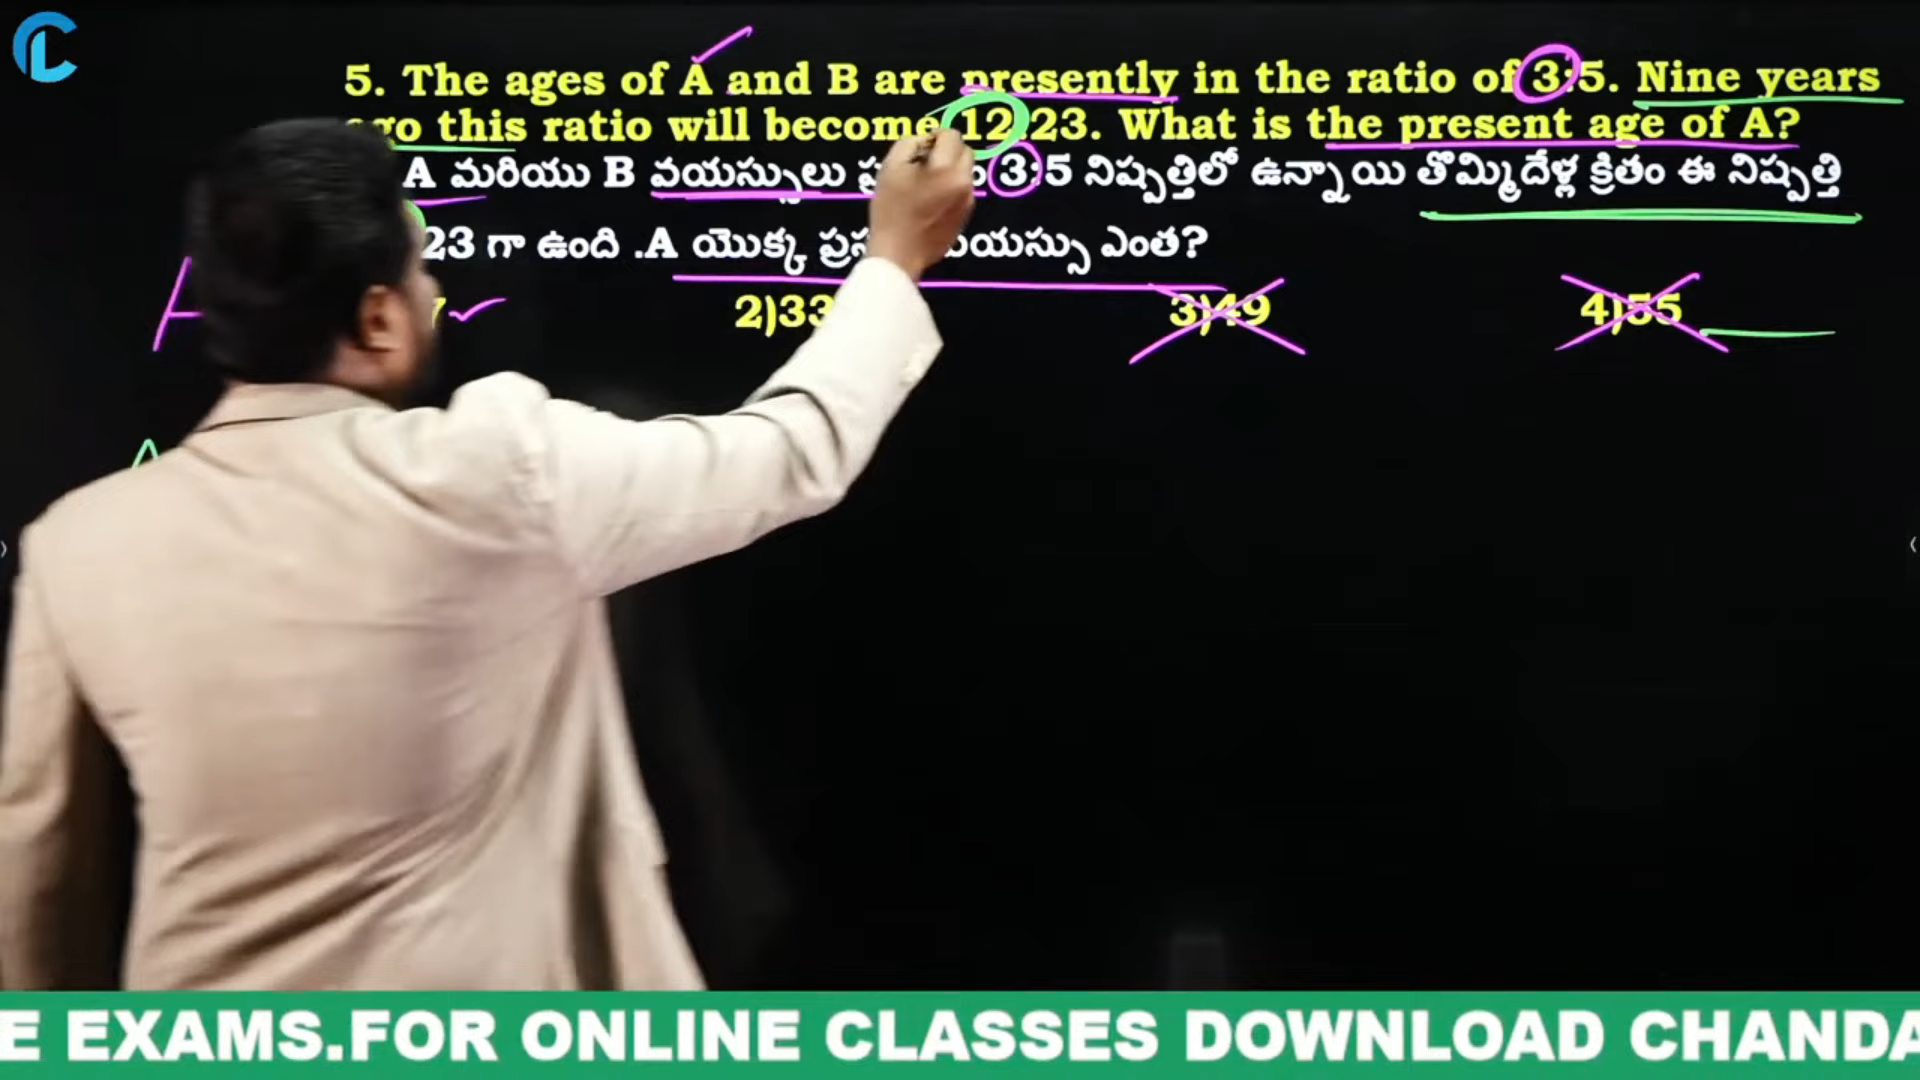 5. The ages of A and B are presently in the ratio of 3:5. Nine years
this ratio will become 12:23. What is the present age of A?
A మరియు B వయస్సులు 3:5 నిష్పత్తిలో ఉన్నాయి తొమ్మిదేళ్ల క్రితం ఈ నిష్పత్తి
23 గా ఉంది .A యొక్క వయస్సు ఎంత?
2)33 3)49 4)55
A
E EXAMS.FOR ONLINE CLASSES DOWNLOAD CHANDA